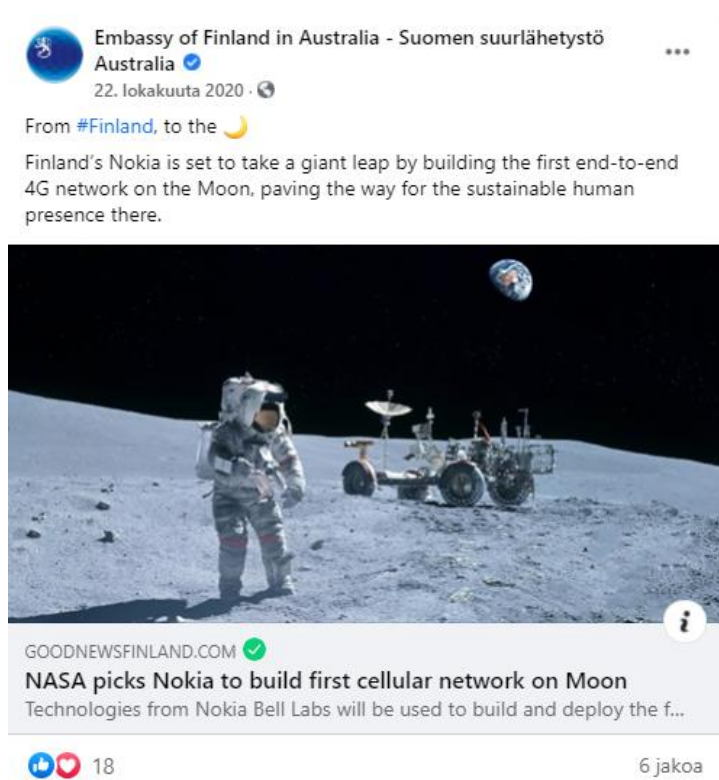 Embassy of Finland in Australia - Suomen suurlähetystö
Australia
22. lokakuuta 2020 ·
From #Finland, to the 🌙
Finland's Nokia is set to take a giant leap by building the first end-to-end
4G network on the Moon, paving the way for the sustainable human
presence there.
GOODNEWSFINLAND.COM
NASA picks Nokia to build first cellular network on Moon
Technologies from Nokia Bell Labs will be used to build and deploy the f...
18
6 jakoa